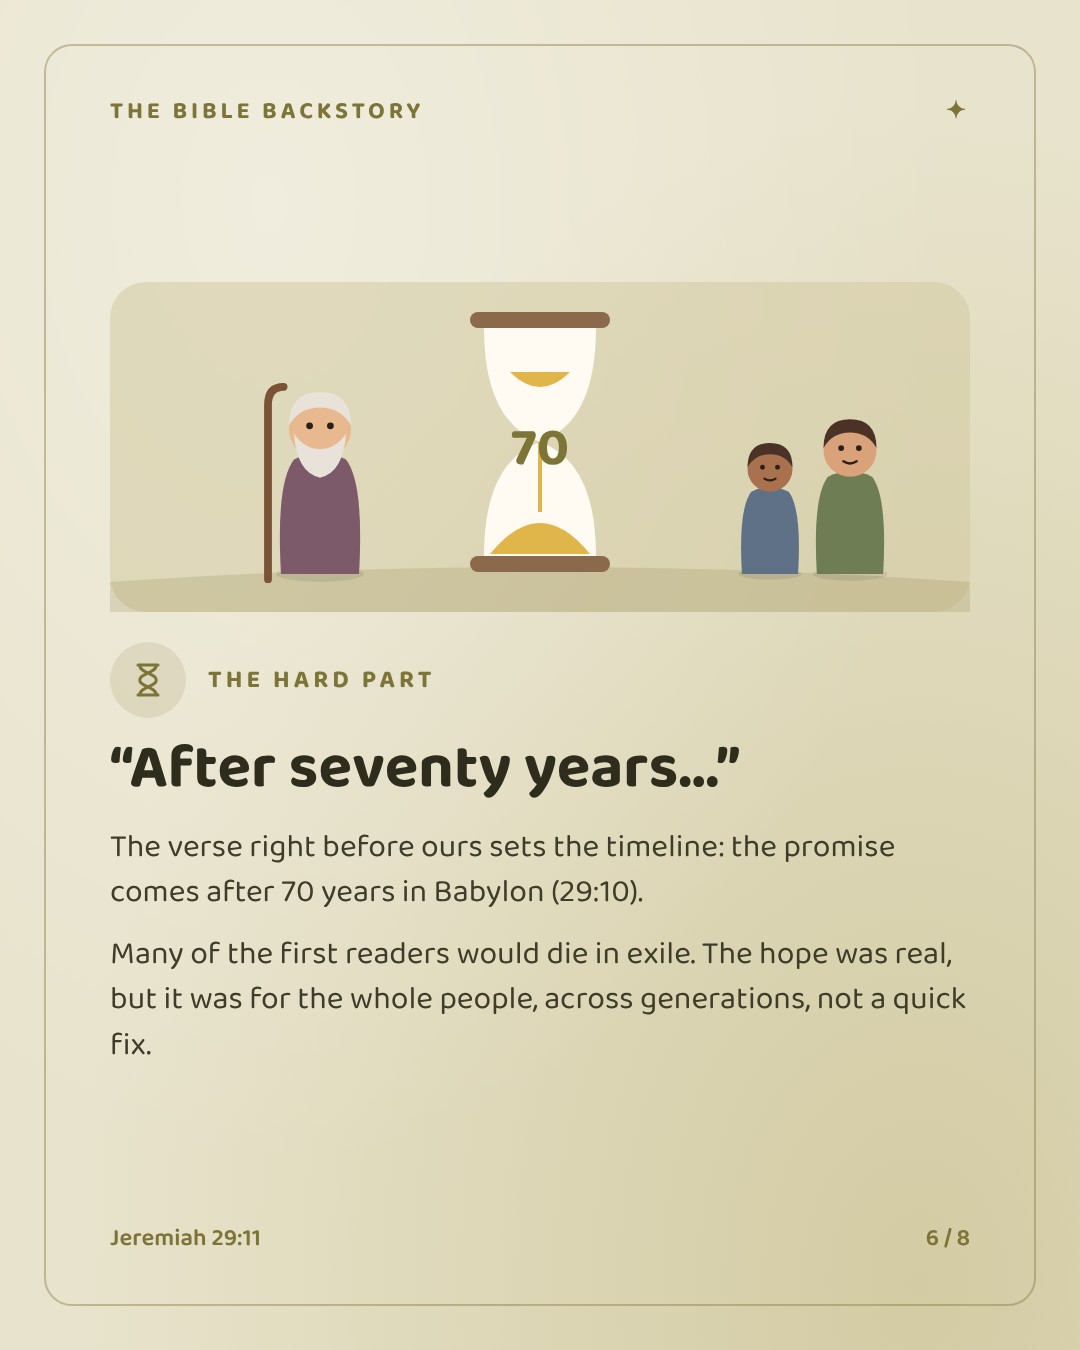 THE BIBLE BACKSTORY ✦
70
THE HARD PART
“After seventy years…”
The verse right before ours sets the timeline: the promise
comes after 70 years in Babylon (29:10).
Many of the first readers would die in exile. The hope was real,
but it was for the whole people, across generations, not a quick
fix.
Jeremiah 29:11
6 / 8